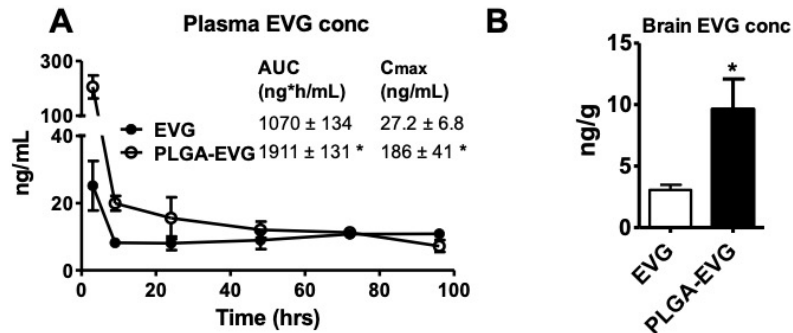 A
Plasma EVG conc
300
100
40
20
0
ng/mL
AUC
(ng*h/mL)
Cmax
(ng/mL)
EVG
1070 ± 134
27.2 ± 6.8
PLGA-EVG
1911 ± 131 *
186 ± 41 *
0 20 40 60 80 100
Time (hrs)
B
Brain EVG conc
15
10
5
0
ng/g
*
EVG
PLGA-EVG